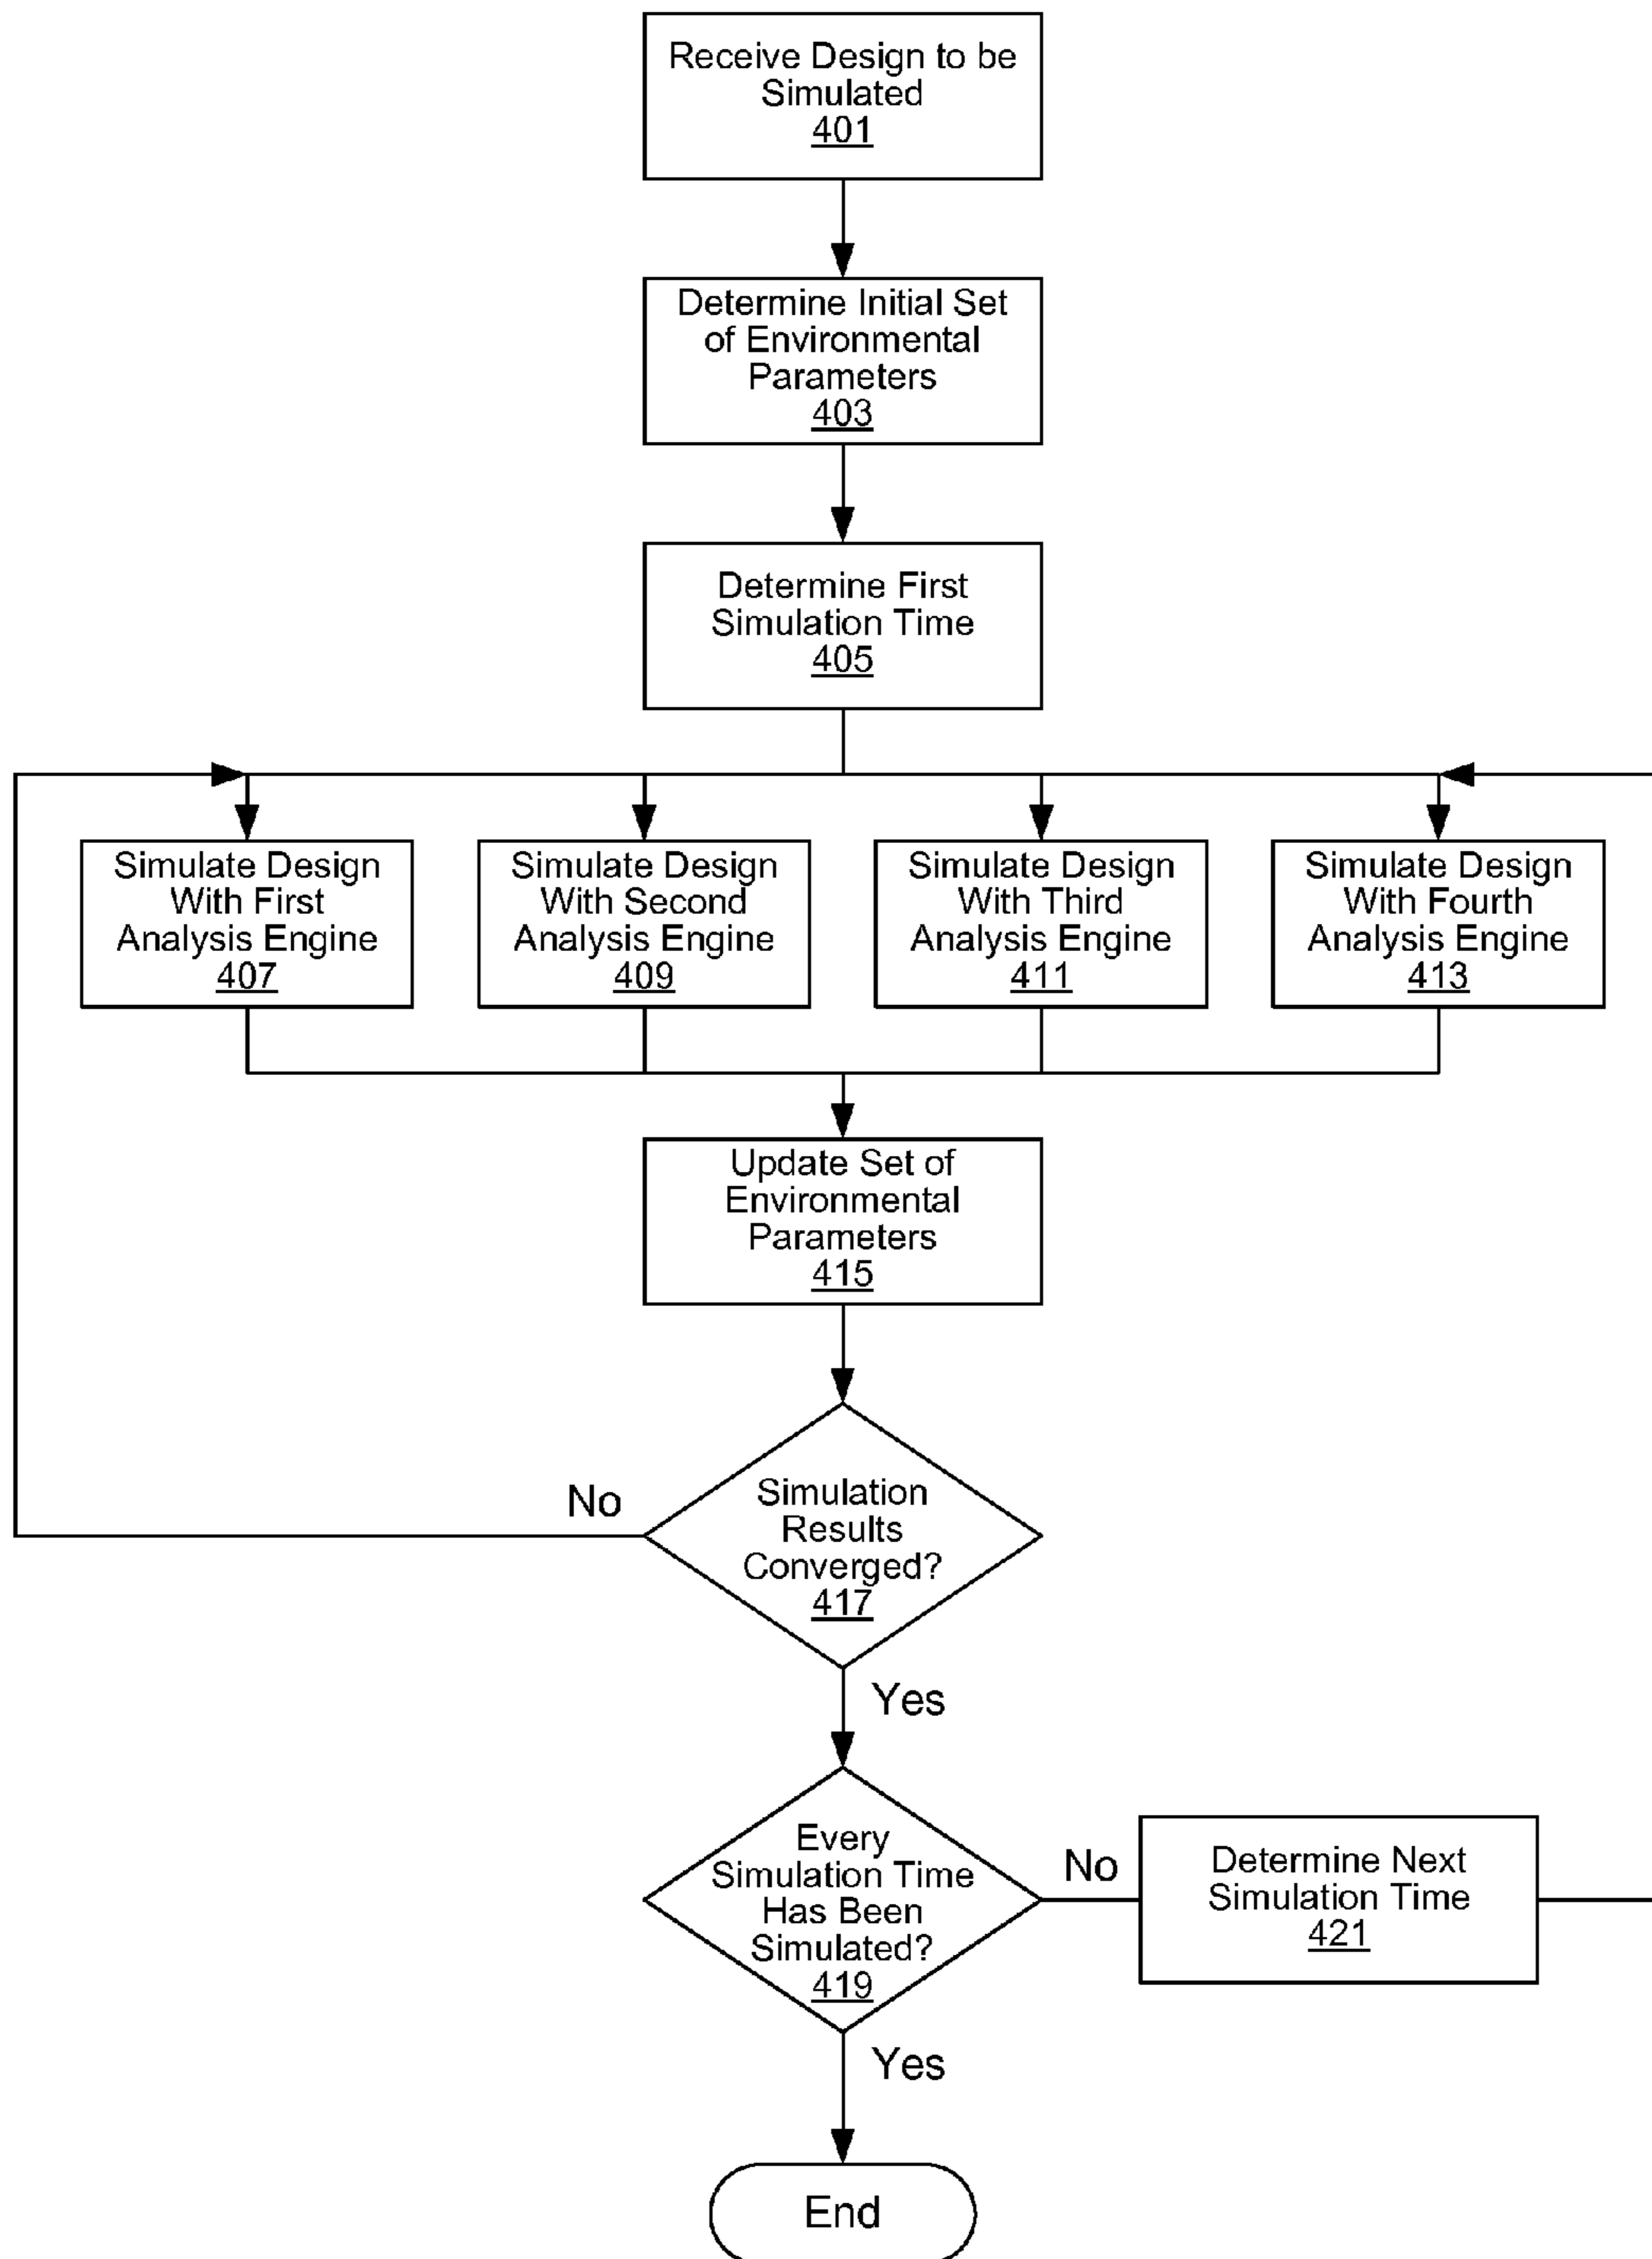 Receive Design to be
Simulated
401
Determine Initial Set
of Environmental
Parameters
403
Determine First
Simulation Time
405
Simulate Design
With First
Analysis Engine
407
Simulate Design
With Second
Analysis Engine
409
Simulate Design
With Third
Analysis Engine
411
Simulate Design
With Fourth
Analysis Engine
413
Update Set of
Environmental
Parameters
415
No
Simulation
Results
Converged?
417
Yes
Every
Simulation Time
Has Been
Simulated?
419
No
Determine Next
Simulation Time
421
Yes
End